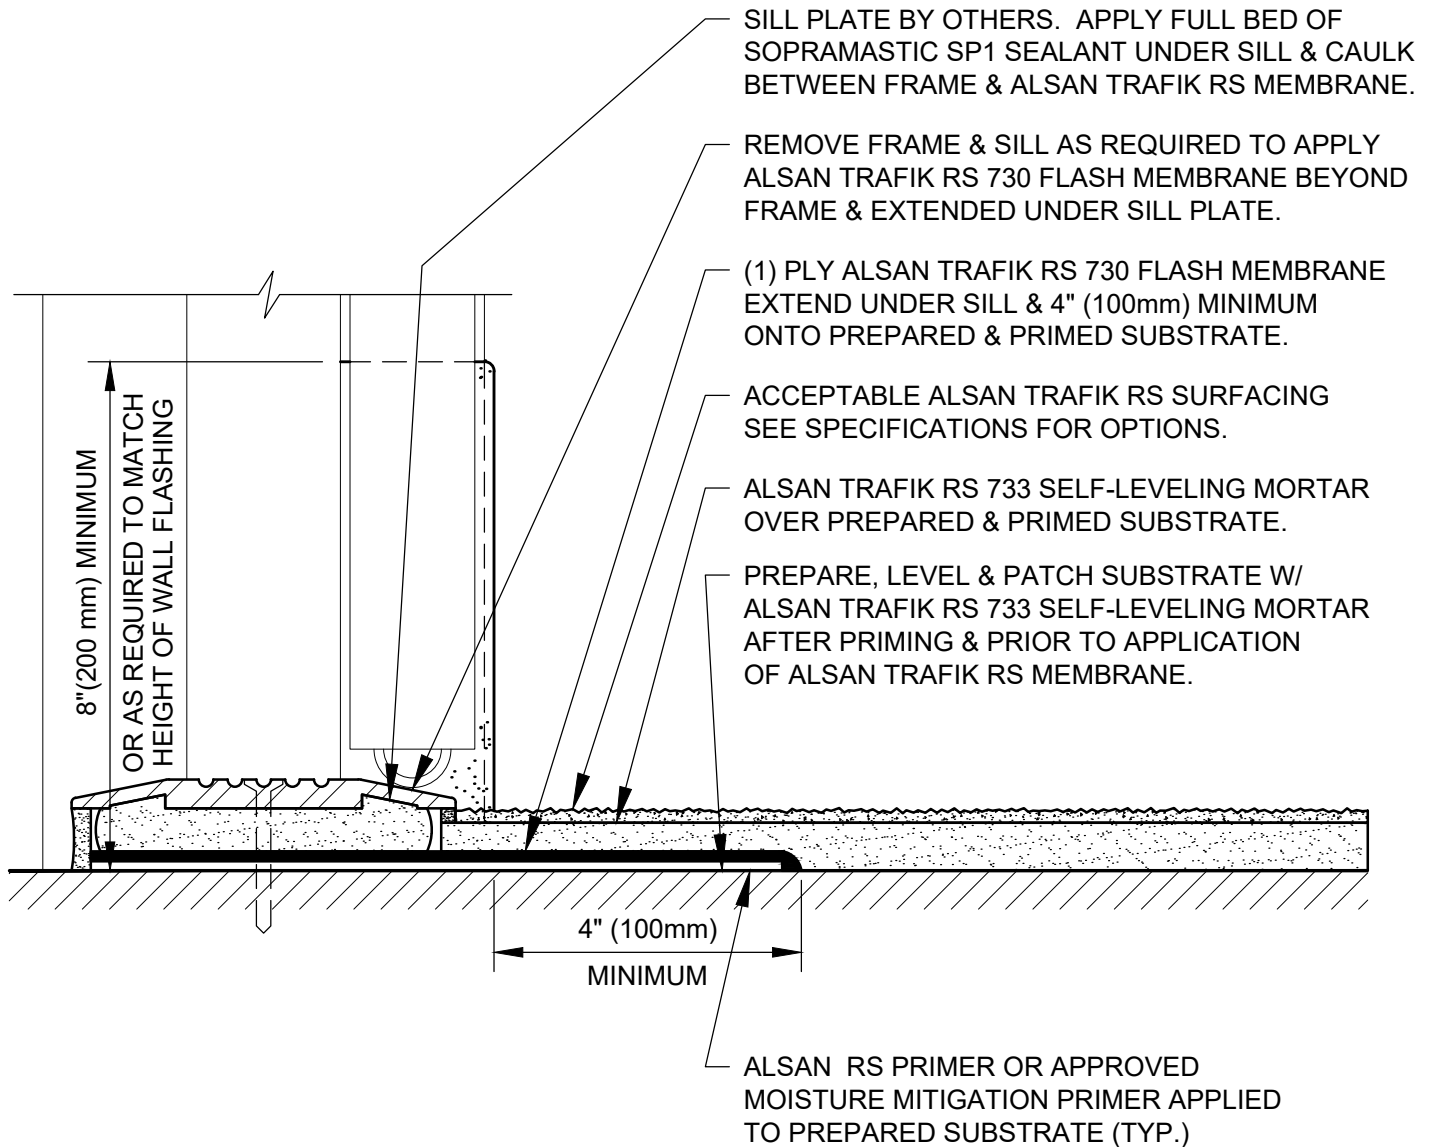 SILL PLATE BY OTHERS.  APPLY FULL BED OF
SOPRAMASTIC SP1 SEALANT UNDER SILL & CAULK
BETWEEN FRAME & ALSAN TRAFIK RS MEMBRANE.
REMOVE FRAME & SILL AS REQUIRED TO APPLY
ALSAN TRAFIK RS 730 FLASH MEMBRANE BEYOND
FRAME & EXTENDED UNDER SILL PLATE.
(1) PLY ALSAN TRAFIK RS 730 FLASH MEMBRANE
EXTEND UNDER SILL & 4" (100mm) MINIMUM
ONTO PREPARED & PRIMED SUBSTRATE.
ACCEPTABLE ALSAN TRAFIK RS SURFACING
SEE SPECIFICATIONS FOR OPTIONS.
ALSAN TRAFIK RS 733 SELF-LEVELING MORTAR
OVER PREPARED & PRIMED SUBSTRATE.
PREPARE, LEVEL & PATCH SUBSTRATE W/
ALSAN TRAFIK RS 733 SELF-LEVELING MORTAR
AFTER PRIMING & PRIOR TO APPLICATION
OF ALSAN TRAFIK RS MEMBRANE.
8"(200 mm) MINIMUM
OR AS REQUIRED TO MATCH
HEIGHT OF WALL FLASHING
4" (100mm)
MINIMUM
ALSAN  RS PRIMER OR APPROVED
MOISTURE MITIGATION PRIMER APPLIED
TO PREPARED SUBSTRATE (TYP.)